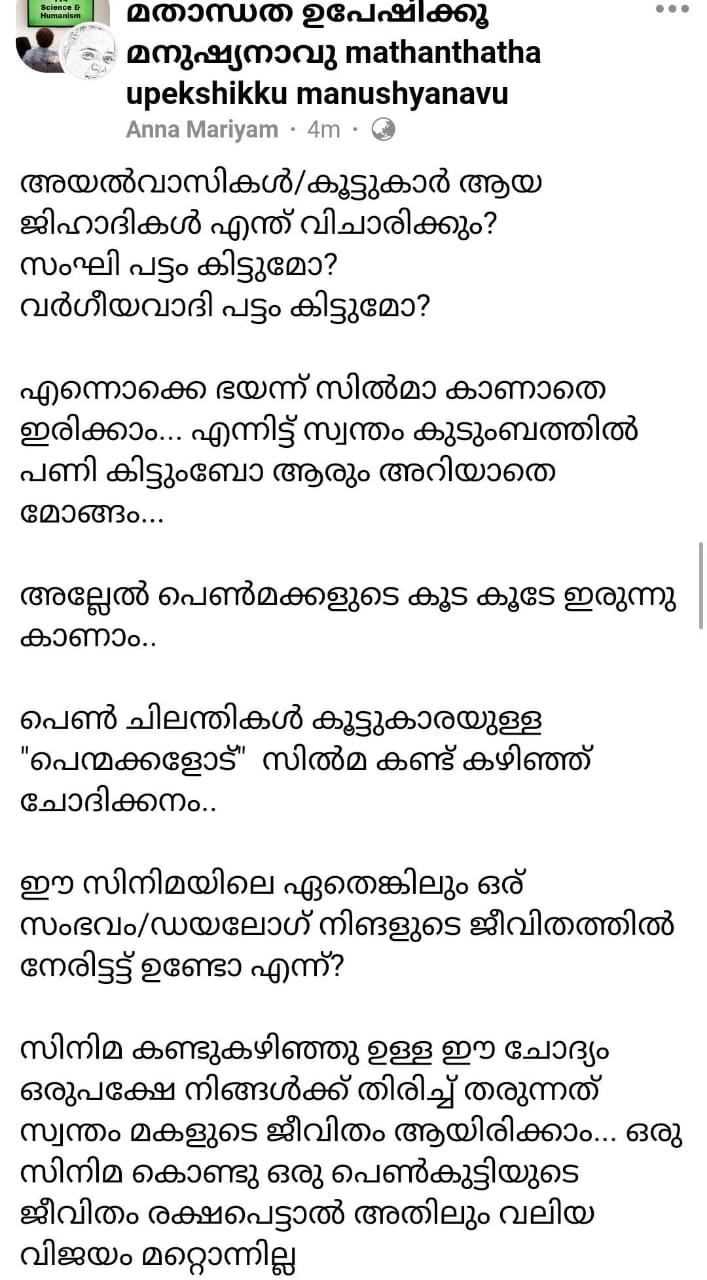 Science &
Humanism
മതാന്ധത ഉപേഷിക്കൂ
മനുഷ്യനാവു mathanthatha
upekshikku manushyanavu
Anna Mariyam · 4m ·
അയൽവാസികൾ/കൂട്ടുകാർ ആയ
ജിഹാദികൾ എന്ത് വിചാരിക്കും?
സംഘി പട്ടം കിട്ടുമോ?
വർഗീയവാദി പട്ടം കിട്ടുമോ?
എന്നൊക്കെ ഭയന്ന് സിൽമാ കാണാതെ
ഇരിക്കാം... എന്നിട്ട് സ്വന്തം കുടുംബത്തിൽ
പണി കിട്ടുംബോ ആരും അറിയാതെ
മോങ്ങം...
അല്ലേൽ പെൺമക്കളുടെ കൂട കൂടേ ഇരുന്നു
കാണാം..
പെൺ ചിലന്തികൾ കൂട്ടുകാരയുള്ള
"പെന്മക്കളോട്" സിൽമ കണ്ട് കഴിഞ്ഞ്
ചോദിക്കനം..
ഈ സിനിമയിലെ ഏതെങ്കിലും ഒര്
സംഭവം/ഡയലോഗ് നിങളുടെ ജീവിതത്തിൽ
നേരിട്ടട്ട് ഉണ്ടോ എന്ന്?
സിനിമ കണ്ടുകഴിഞ്ഞു ഉള്ള ഈ ചോദ്യം
ഒരുപക്ഷേ നിങ്ങൾക്ക് തിരിച്ച് തരുന്നത്
സ്വന്തം മകളുടെ ജീവിതം ആയിരിക്കാം... ഒരു
സിനിമ കൊണ്ടു ഒരു പെൺകുട്ടിയുടെ
ജീവിതം രക്ഷപെട്ടാൽ അതിലും വലിയ
വിജയം മറ്റൊന്നില്ല